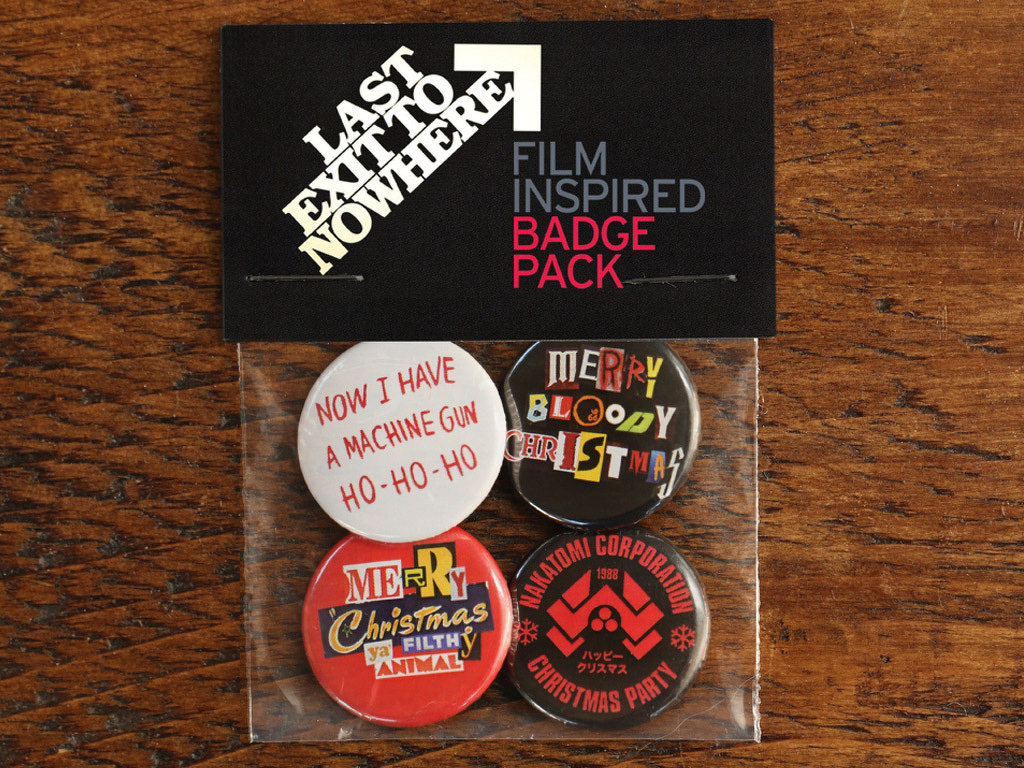 LAST
EXIT TO
NOWHERE
FILM
INSPIRED
BADGE
PACK
NOW I HAVE
A MACHINE GUN
HO-HO-HO
MERRY
BLOODY
CHRISTMAS
MERRY
"Christmas
ya' FILTHY
ANIMAL
NAKATOMI CORPORATION
1988
ハッピー
クリスマス
CHRISTMAS PARTY